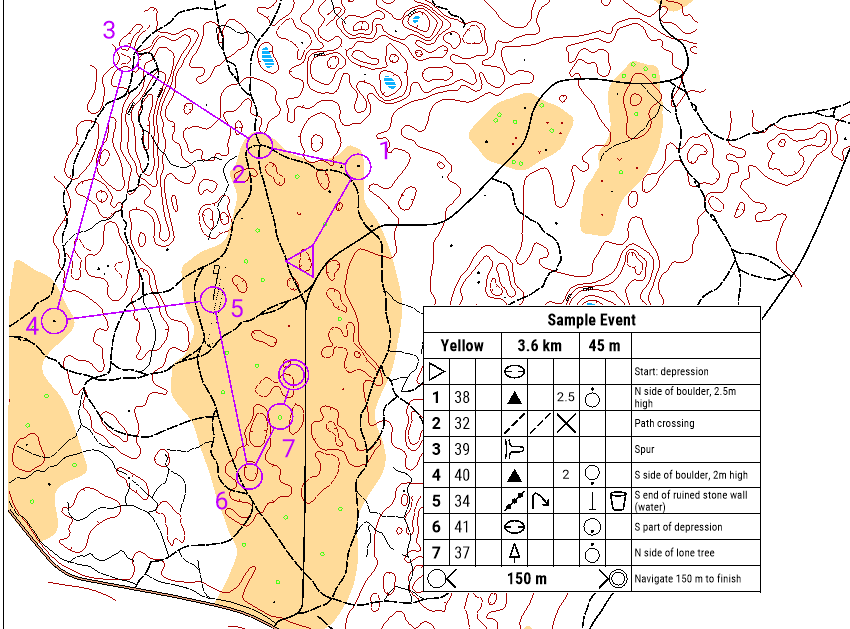 3
1
2
5
4
7
6
Sample Event
Yellow 3.6 km 45 m
Start: depression
1 38 2.5 N side of boulder, 2.5m
high
2 32 Path crossing
3 39 Spur
4 40 2 S side of boulder, 2m high
5 34 S end of ruined stone wall
(water)
6 41 S part of depression
7 37 N side of lone tree
150 m Navigate 150 m to finish